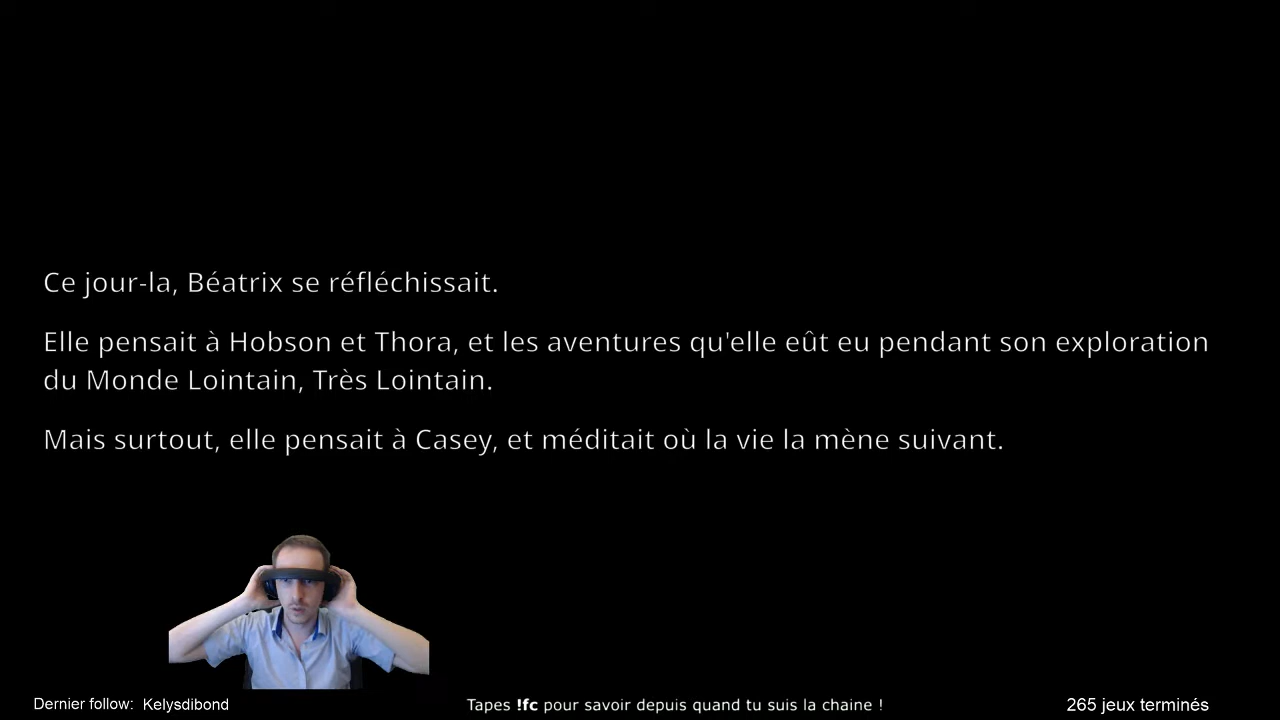 Ce jour-la, Béatrix se réfléchissait.
Elle pensait à Hobson et Thora, et les aventures qu'elle eût eu pendant son exploration
du Monde Lointain, Très Lointain.
Mais surtout, elle pensait à Casey, et méditait où la vie la mène suivant.
Dernier follow: Kelysdibond
Tapes !fc pour savoir depuis quand tu suis la chaine !
265 jeux terminés